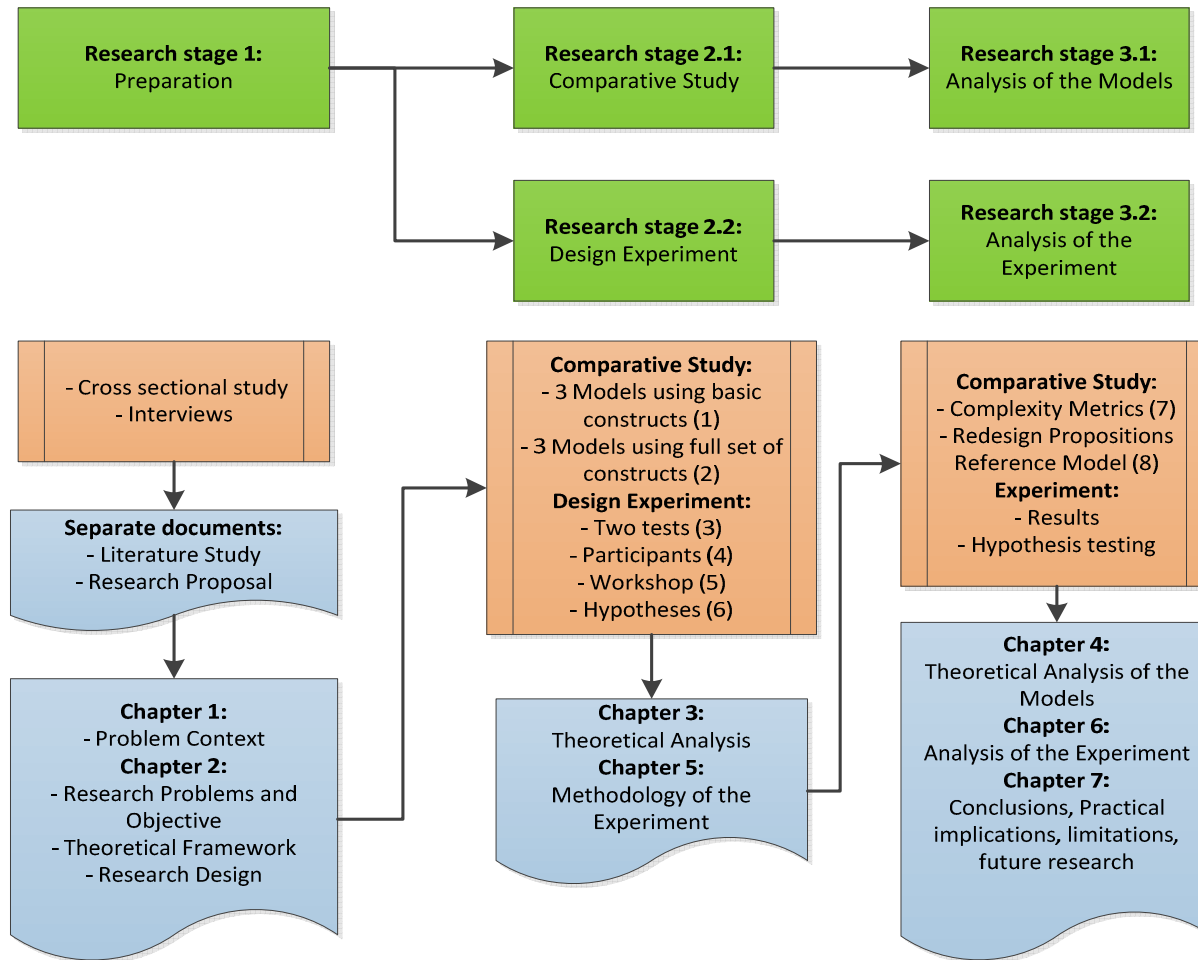 Research stage 1:
Preparation
Research stage 2.1:
Comparative Study
Research stage 3.1:
Analysis of the Models
Research stage 2.2:
Design Experiment
Research stage 3.2:
Analysis of the
Experiment
- Cross sectional study
- Interviews
Separate documents:
- Literature Study
- Research Proposal
Chapter 1:
- Problem Context
Chapter 2:
- Research Problems and
Objective
- Theoretical Framework
- Research Design
Comparative Study:
- 3 Models using basic
constructs (1)
- 3 Models using full set of
constructs (2)
Design Experiment:
- Two tests (3)
- Participants (4)
- Workshop (5)
- Hypotheses (6)
Chapter 3:
Theoretical Analysis
Chapter 5:
Methodology of the
Experiment
Comparative Study:
- Complexity Metrics (7)
- Redesign Propositions
Reference Model (8)
Experiment:
- Results
- Hypothesis testing
Chapter 4:
Theoretical Analysis of the
Models
Chapter 6:
Analysis of the Experiment
Chapter 7:
Conclusions, Practical
implications, limitations,
future research